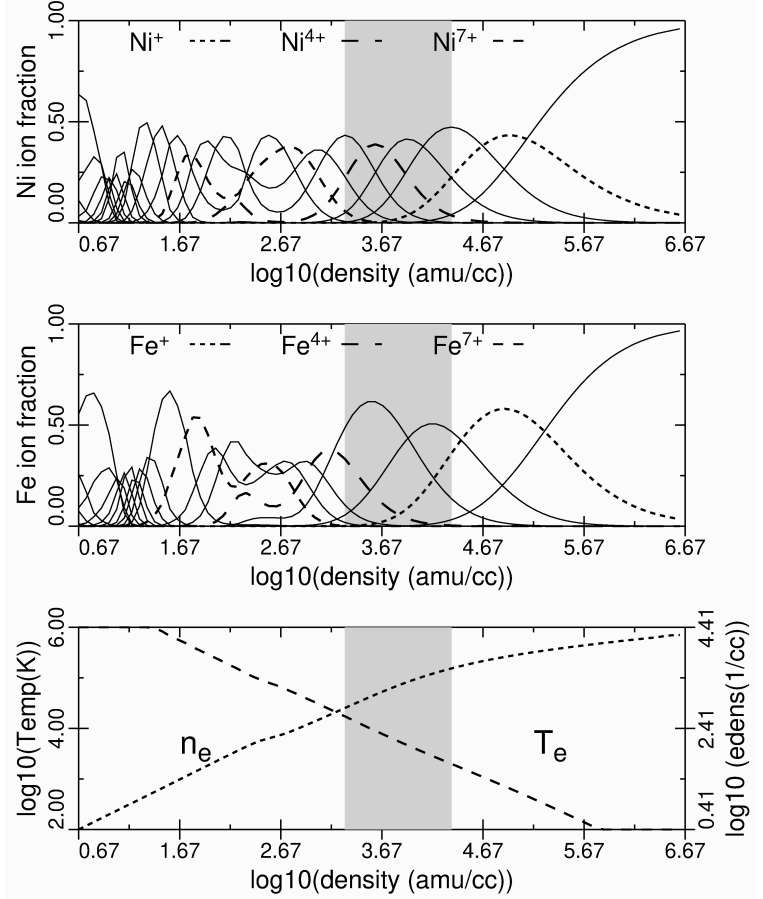 1.00
Ni⁺ Ni⁴⁺ Ni⁷⁺
0.50
0.00
Ni ion fraction
0.67 1.67 2.67 3.67 4.67 5.67 6.67
log10(density (amu/cc))
1.00
Fe⁺ Fe⁴⁺ Fe⁷⁺
0.50
0.00
Fe ion fraction
0.67 1.67 2.67 3.67 4.67 5.67 6.67
log10(density (amu/cc))
6.00 4.41
4.00 2.41
2.00 0.41
log10(Temp(K))
nₑ Tₑ
log10 (edens(1/cc))
0.67 1.67 2.67 3.67 4.67 5.67 6.67
log10(density (amu/cc))